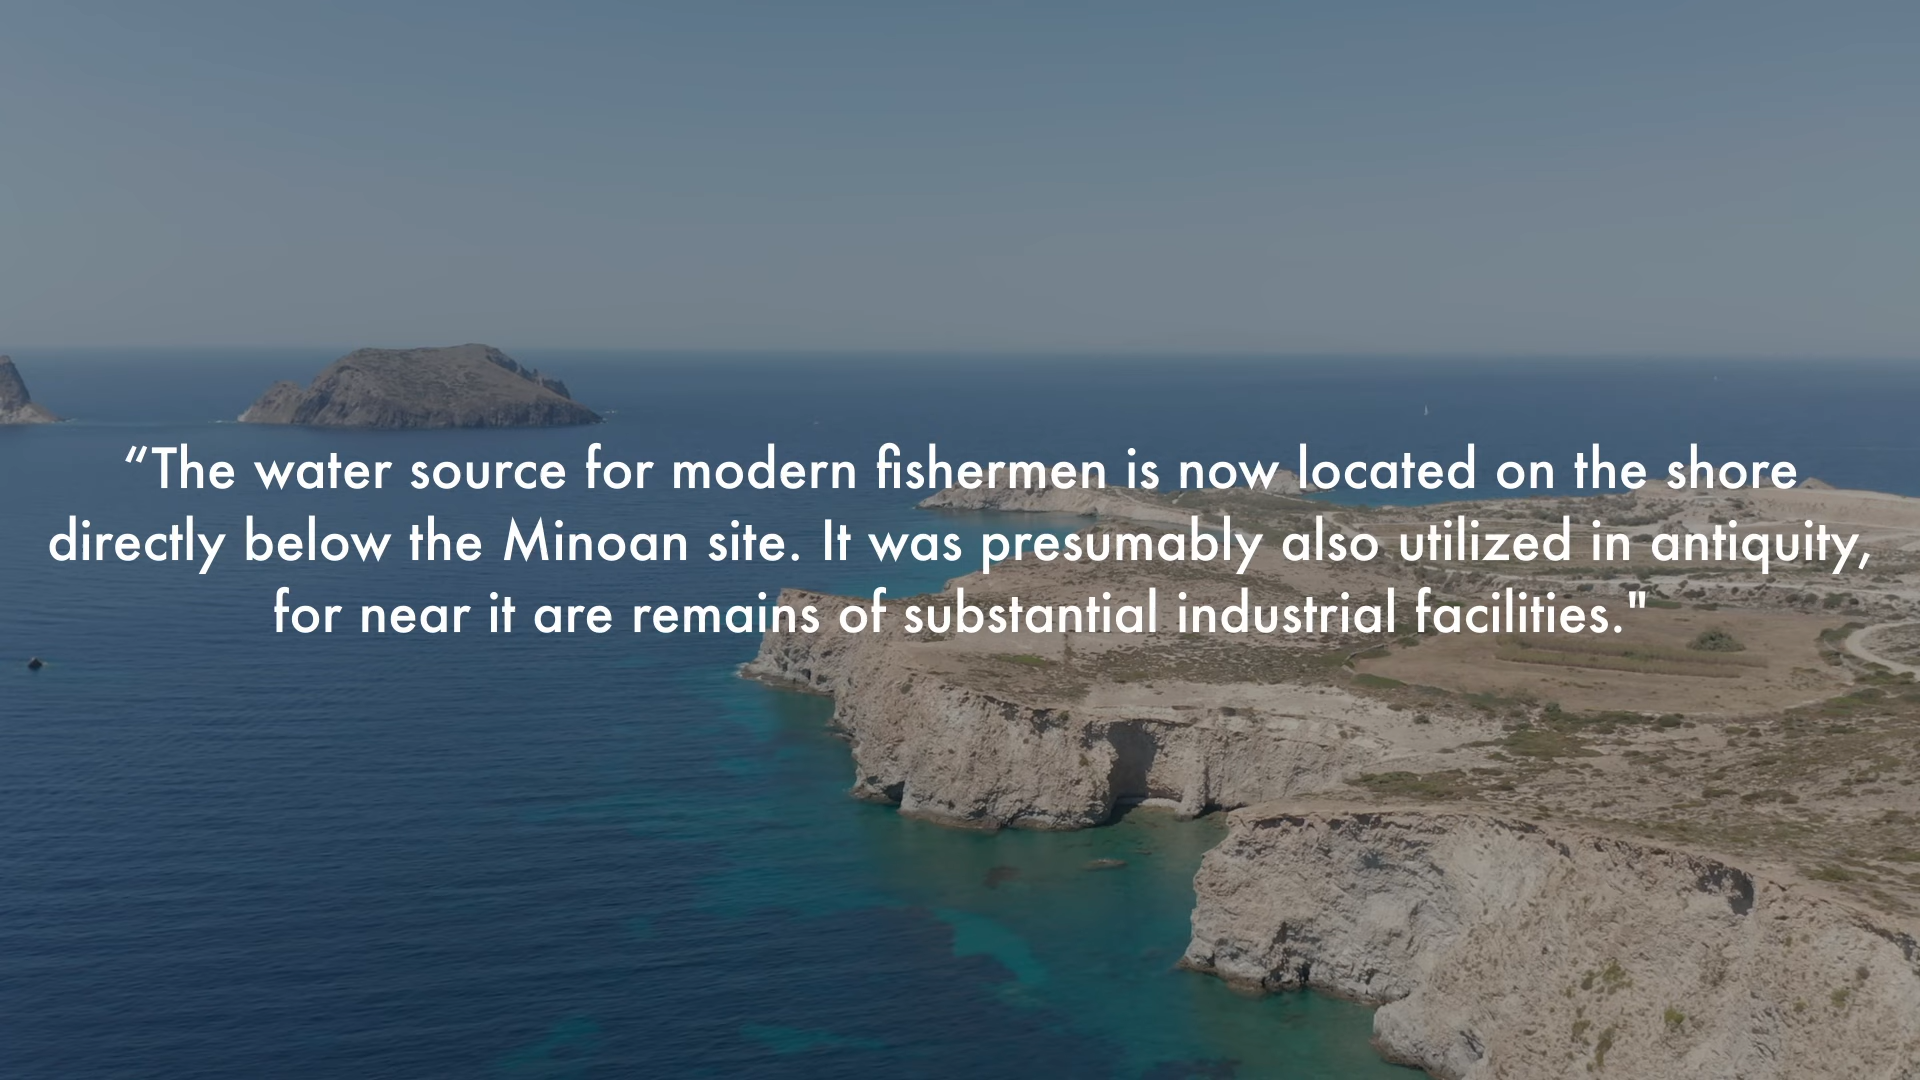 “The water source for modern fishermen is now located on the shore
directly below the Minoan site. It was presumably also utilized in antiquity,
for near it are remains of substantial industrial facilities."